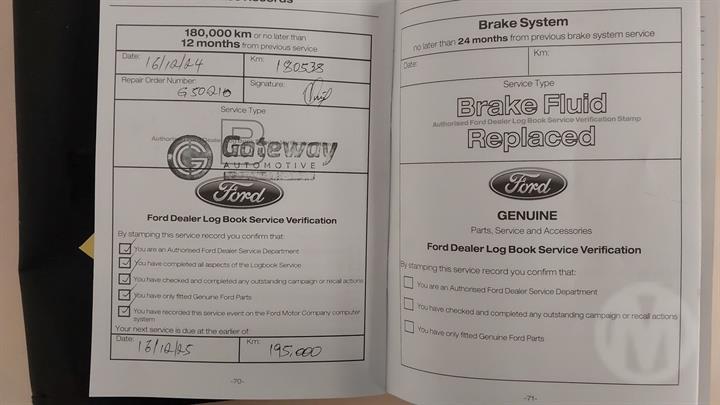 180,000 km or no later than
12 months from previous service
Date: 16/12/24 Km: 180538
Repair Order Number: G50210 Signature:
Service Type
B
Gateway
AUTOMOTIVE
Ford
Ford Dealer Log Book Service Verification
By stamping this service record you confirm that:
You are an Authorised Ford Dealer Service Department
You have completed all aspects of the Logbook Service
You have checked and completed any outstanding campaign or recall actions
You have only fitted Genuine Ford Parts
You have recorded this service event on the Ford Motor Company computer
system
Your next service is due at the earlier of:
Date: 16/12/25 Km: 195,000
-70-
Brake System
no later than 24 months from previous brake system service
Date: Km:
Service Type
Brake Fluid
Authorised Ford Dealer Log Book Service Verification Stamp
Replaced
Ford
GENUINE
Parts, Service and Accessories
Ford Dealer Log Book Service Verification
By stamping this service record you confirm that:
You are an Authorised Ford Dealer Service Department
You have checked and completed any outstanding campaign or recall actions
You have only fitted Genuine Ford Parts
-71-